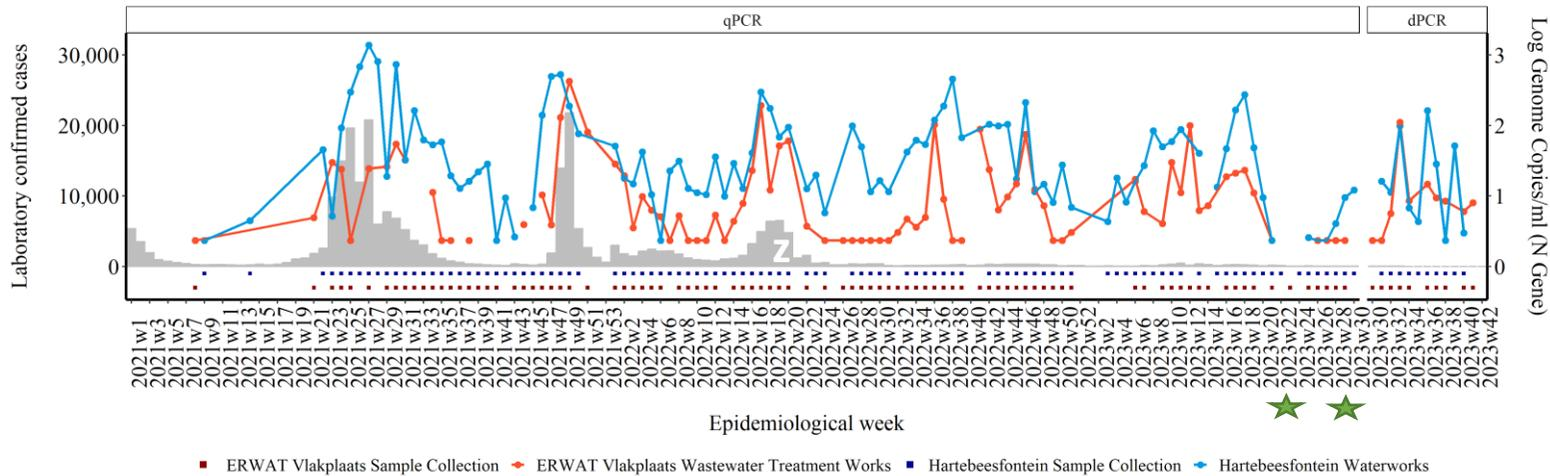 qPCR
dPCR
Laboratory confirmed cases
30,000
20,000
10,000
0
3
2
1
0
Log Genome Copies/ml (N Gene)
Z
2021w1
2021w3
2021w5
2021w7
2021w9
2021w11
2021w13
2021w15
2021w17
2021w19
2021w21
2021w23
2021w25
2021w27
2021w29
2021w31
2021w33
2021w35
2021w37
2021w39
2021w41
2021w43
2021w45
2021w47
2021w49
2021w51
2021w53
2022w2
2022w4
2022w6
2022w8
2022w10
2022w12
2022w14
2022w16
2022w18
2022w20
2022w22
2022w24
2022w26
2022w28
2022w30
2022w32
2022w34
2022w36
2022w38
2022w40
2022w42
2022w44
2022w46
2022w48
2022w50
2022w52
2023w2
2023w4
2023w6
2023w8
2023w10
2023w12
2023w14
2023w16
2023w18
2023w20
2023w22
2023w24
2023w26
2023w28
2023w30
2023w30
2023w32
2023w34
2023w36
2023w38
2023w40
2023w42
Epidemiological week
ERWAT Vlakplaats Sample Collection
ERWAT Vlakplaats Wastewater Treatment Works
Hartebeesfontein Sample Collection
Hartebeesfontein Waterworks